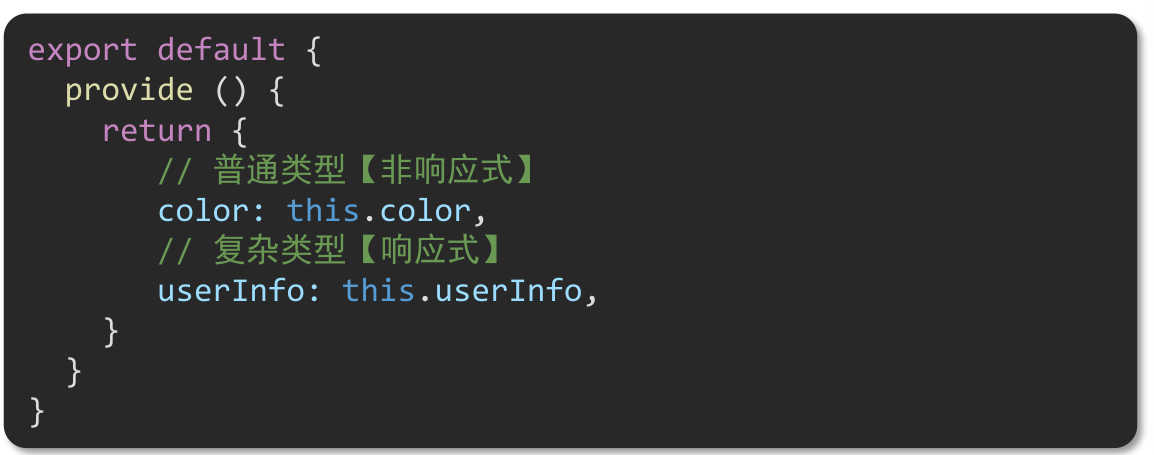 export default {
  provide () {
    return {
       // 普通类型【非响应式】
       color: this.color,
       // 复杂类型【响应式】
       userInfo: this.userInfo,
    }
  }
}